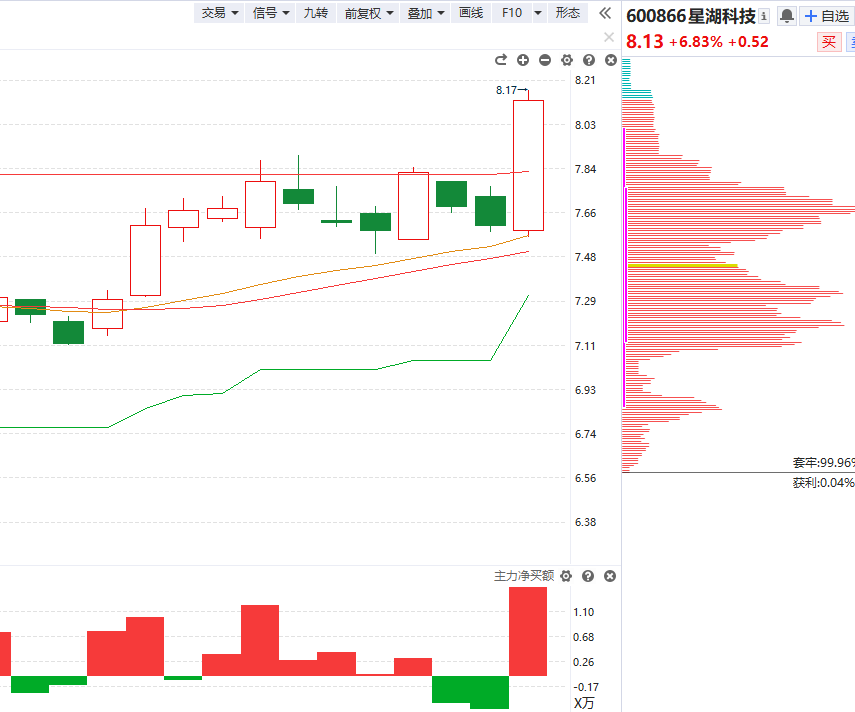 交易 信号 九转 前复权 叠加 画线 F10 形态
600866星湖科技 自选
8.13 +6.83% +0.52 买
8.17
8.21
8.03
7.84
7.66
7.48
7.29
7.11
6.93
6.74
6.56
6.38
套牢:99.96%
获利:0.04%
主力净买额
1.10
0.68
0.26
-0.17
X万